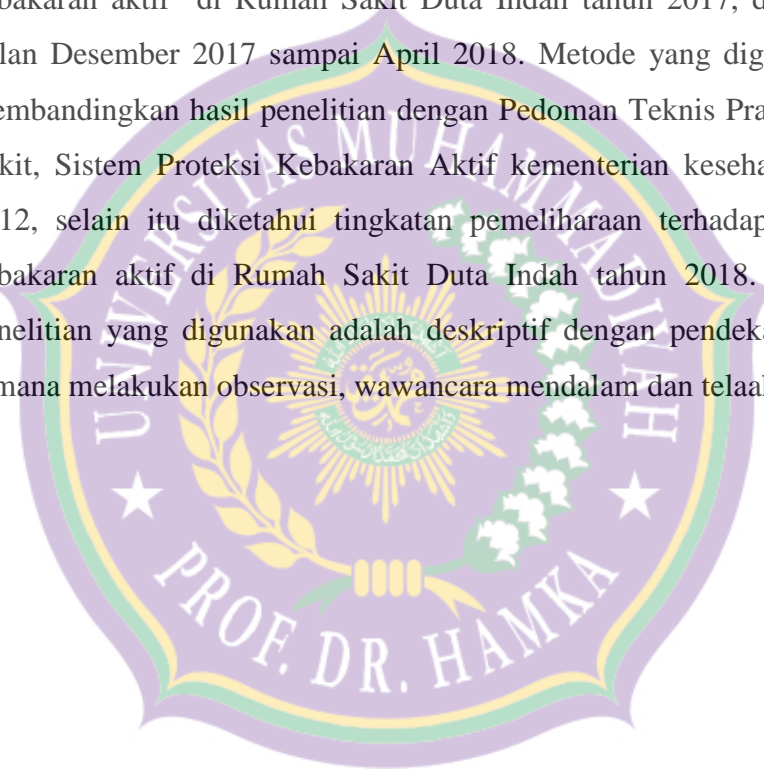 bakaran aktif di Rumah Sakit Duta Indah tahun 2017, d
lan Desember 2017 sampai April 2018. Metode yang dig
embandingkan hasil penelitian dengan Pedoman Teknis Pra
kit, Sistem Proteksi Kebakaran Aktif kementerian keseha
12, selain itu diketahui tingkatan pemeliharaan terhadap
bakaran aktif di Rumah Sakit Duta Indah tahun 2018.
nelitian yang digunakan adalah deskriptif dengan pendeka
mana melakukan observasi, wawancara mendalam dan telaal
UNIVERSITAS MUHAMMADIYAH
PROF. DR. HAMKA